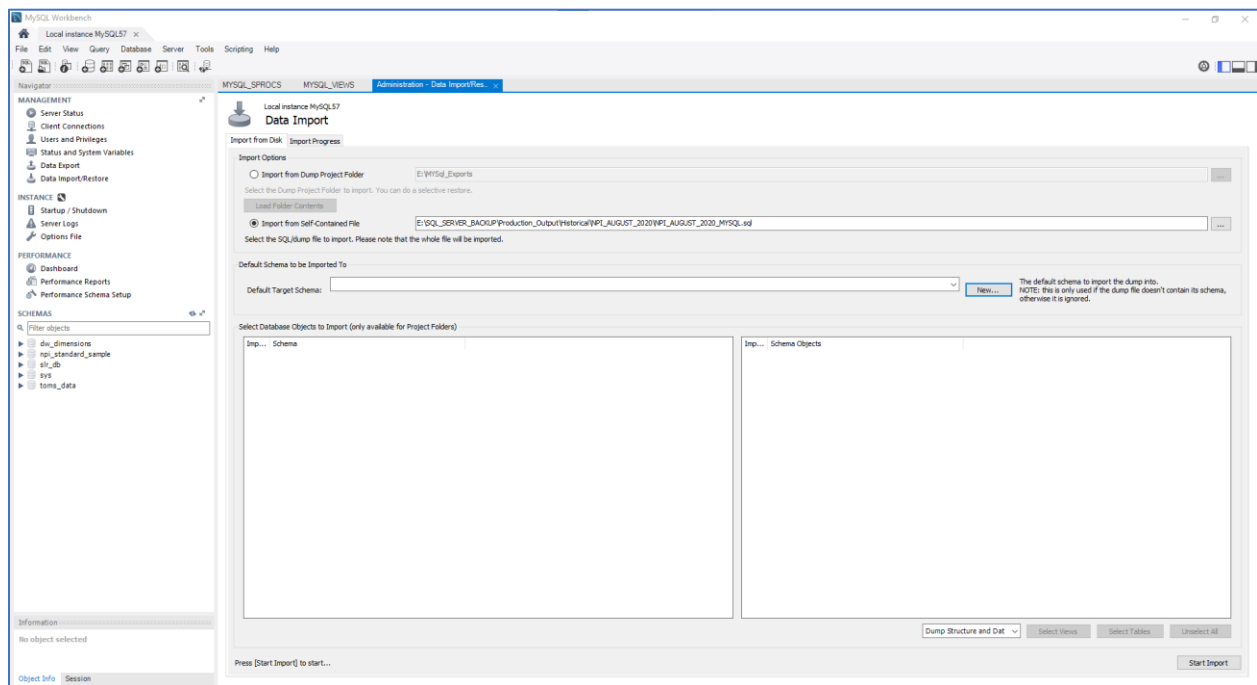 MySQL Workbench
Local instance MySQL57 ×
File Edit View Query Database Server Tools Scripting Help
Navigator
MANAGEMENT
Server Status
Client Connections
Users and Privileges
Status and System Variables
Data Export
Data Import/Restore
INSTANCE
Startup / Shutdown
Server Logs
Options File
PERFORMANCE
Dashboard
Performance Reports
Performance Schema Setup
SCHEMAS
Filter objects
dw_dimensions
npi_standard_sample
slr_db
sys
toms_data
Information
No object selected
Object Info Session
MYSQL_SPROCS MYSQL_VIEWS Administration - Data Import/Res... ×
Local instance MySQL57
Data Import
Import from Disk Import Progress
Import Options
Import from Dump Project Folder E:\MYSql_Exports ...
Select the Dump Project Folder to import. You can do a selective restore.
Load Folder Contents
Import from Self-Contained File E:\SQL_SERVER_BACKUP\Production_Output\Historical\NPI_AUGUST_2020\NPI_AUGUST_2020_MYSQL.sql ...
Select the SQL/dump file to import. Please note that the whole file will be imported.
Default Schema to be Imported To
Default Target Schema: New...
The default schema to import the dump into.
NOTE: this is only used if the dump file doesn't contain its schema,
otherwise it is ignored.
Select Database Objects to Import (only available for Project Folders)
Imp... Schema
Imp... Schema Objects
Dump Structure and Dat Select Views Select Tables Unselect All
Press [Start Import] to start... Start Import